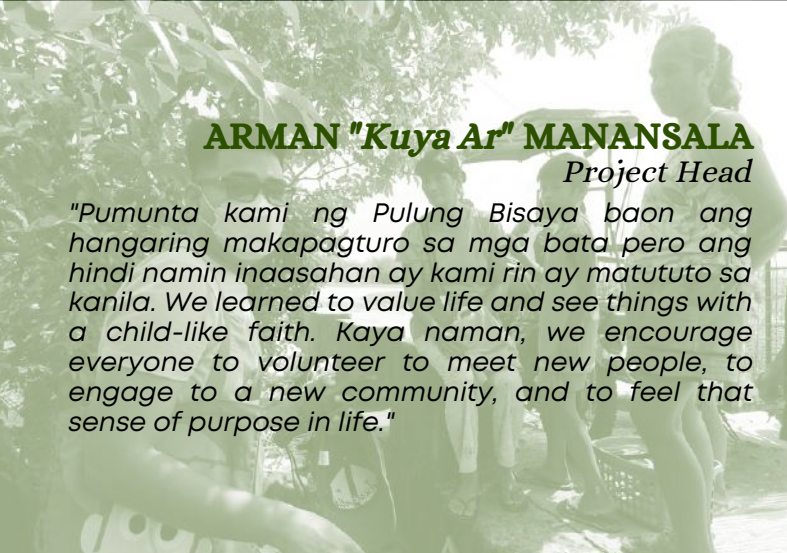 ARMAN "Kuya Ar" MANANSALA
Project Head
"Pumunta kami ng Pulung Bisaya baon ang
hangaring makapagturo sa mga bata pero ang
hindi namin inaasahan ay kami rin ay matututo sa
kanila. We learned to value life and see things with
a child-like faith. Kaya naman, we encourage
everyone to volunteer to meet new people, to
engage to a new community, and to feel that
sense of purpose in life."